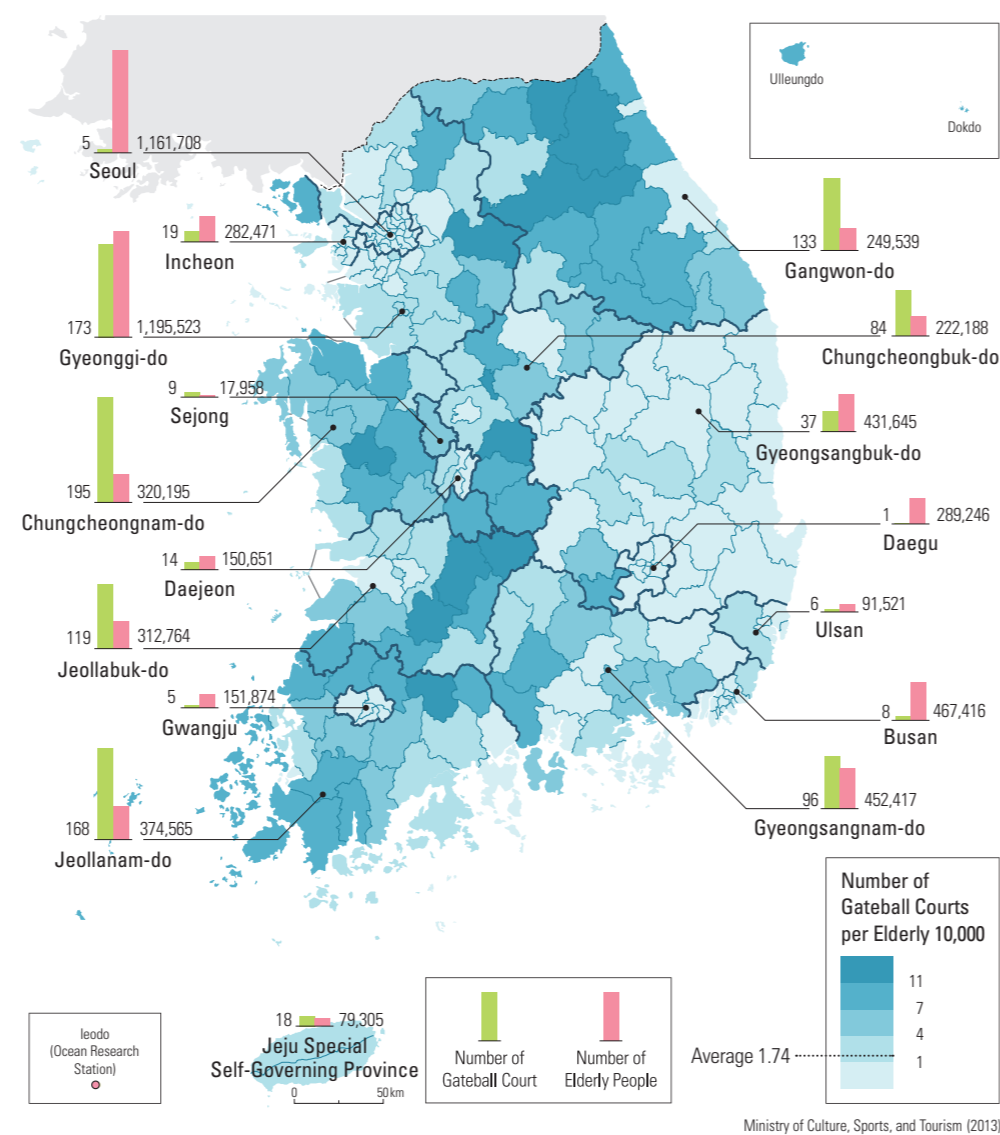 Ulleungdo
Dokdo
5 1,161,708
Seoul
19 282,471
Incheon
173 1,195,523
Gyeonggi-do
9 17,958
Sejong
195 320,195
Chungcheongnam-do
14 150,651
Daejeon
119 312,764
Jeollabuk-do
5 151,874
Gwangju
168 374,565
Jeollanam-do
133 249,539
Gangwon-do
84 222,188
Chungcheongbuk-do
37 431,645
Gyeongsangbuk-do
1 289,246
Daegu
6 91,521
Ulsan
8 467,416
Busan
96 452,417
Gyeongsangnam-do
Ieodo
(Ocean Research
Station)
18 79,305
Jeju Special
Self-Governing Province
0 50km
Number of
Gateball Court
Number of
Elderly People
Number of
Gateball Courts
per Elderly 10,000
11
7
4
Average 1.74
1
Ministry of Culture, Sports, and Tourism (2013)